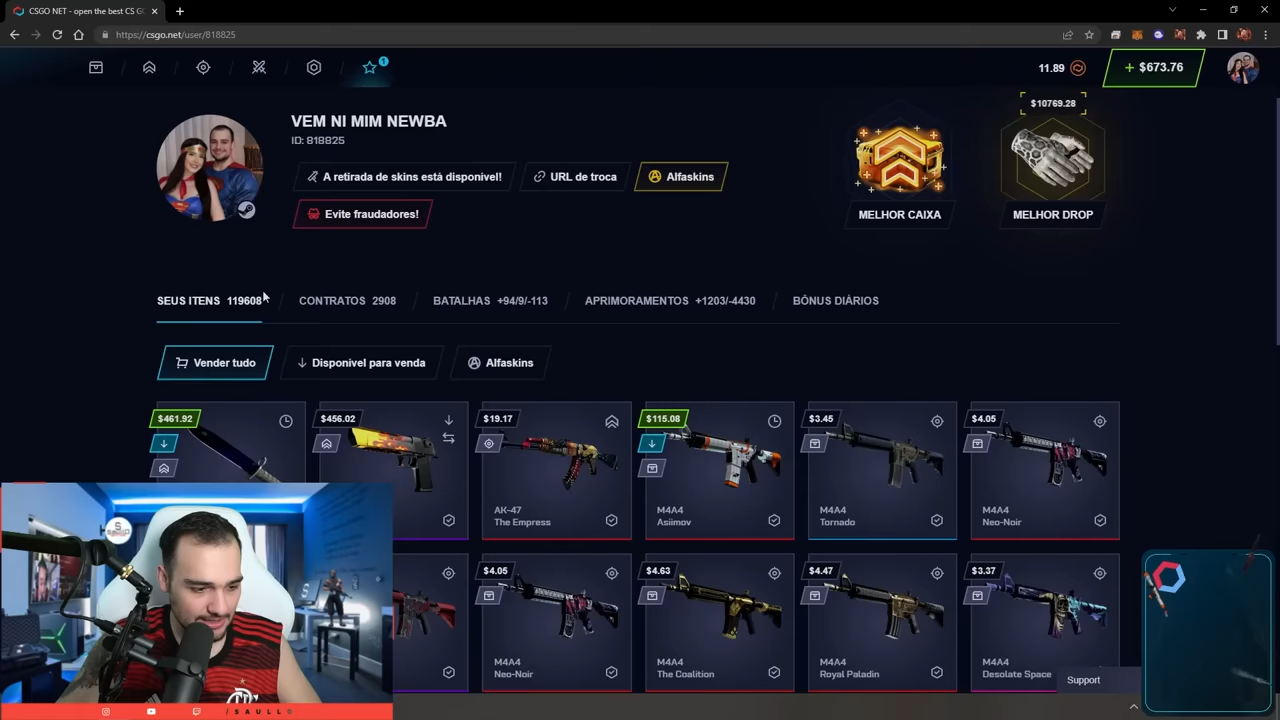 CSGO NET - open the best CS G
https://csgo.net/user/818825
1
11.89
+ $673.76
VEM NI MIM NEWBA
ID: 818825
A retirada de skins está disponível!
URL de troca
Alfaskins
Evite fraudadores!
MELHOR CAIXA
$10769.28
MELHOR DROP
SEUS ITENS 119608
CONTRATOS 2908
BATALHAS +94/9/-113
APRIMORAMENTOS +1203/-4430
BÔNUS DIÁRIOS
Vender tudo
Disponivel para venda
Alfaskins
$461.92
$456.02
$19.17
AK-47
The Empress
$115.08
M4A4
Asiimov
$3.45
M4A4
Tornado
$4.05
M4A4
Neo-Noir
$4.05
M4A4
Neo-Noir
$4.63
M4A4
The Coalition
$4.47
M4A4
Royal Paladin
$3.37
M4A4
Desolate Space
Support